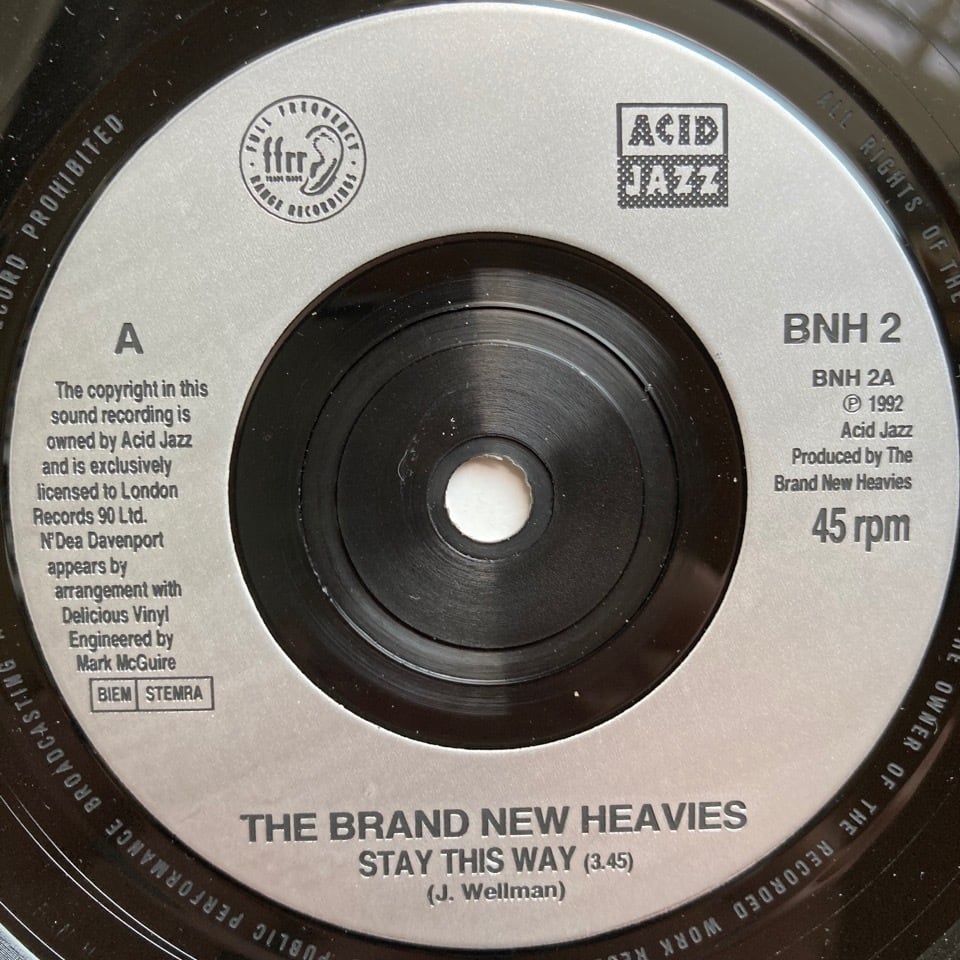 FULL FREQUENCY
ffrr
TRADE MARK
RANGE RECORDINGS
ACID
JAZZ
A
The copyright in this
sound recording is
owned by Acid Jazz
and is exclusively
licensed to London
Records 90 Ltd.
N'Dea Davenport
appears by
arrangement with
Delicious Vinyl
Engineered by
Mark McGuire
BIEM STEMRA
BNH 2
BNH 2A
℗ 1992
Acid Jazz
Produced by The
Brand New Heavies
45 rpm
THE BRAND NEW HEAVIES
STAY THIS WAY (3.45)
(J. Wellman)
ALL RIGHTS OF THE
THE OWNER OF THE RECORDED WORK
PUBLIC PERFORMANCE BROADCASTING
PROHIBITED